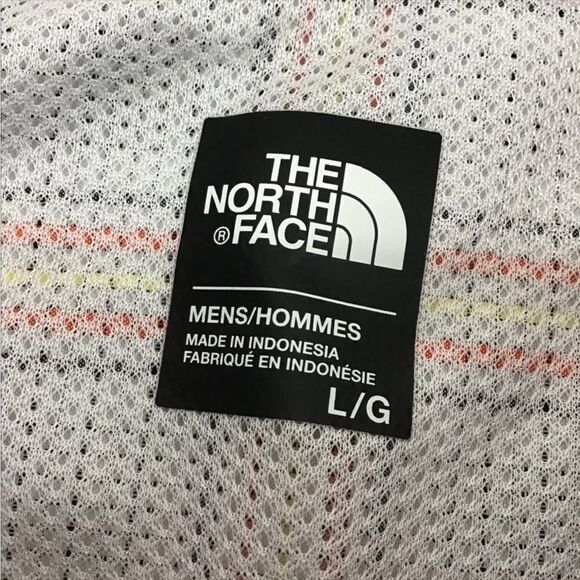 THE
NORTH
®FACE
MENS/HOMMES
MADE IN INDONESIA
FABRIQUÉ EN INDONÉSIE
L/G